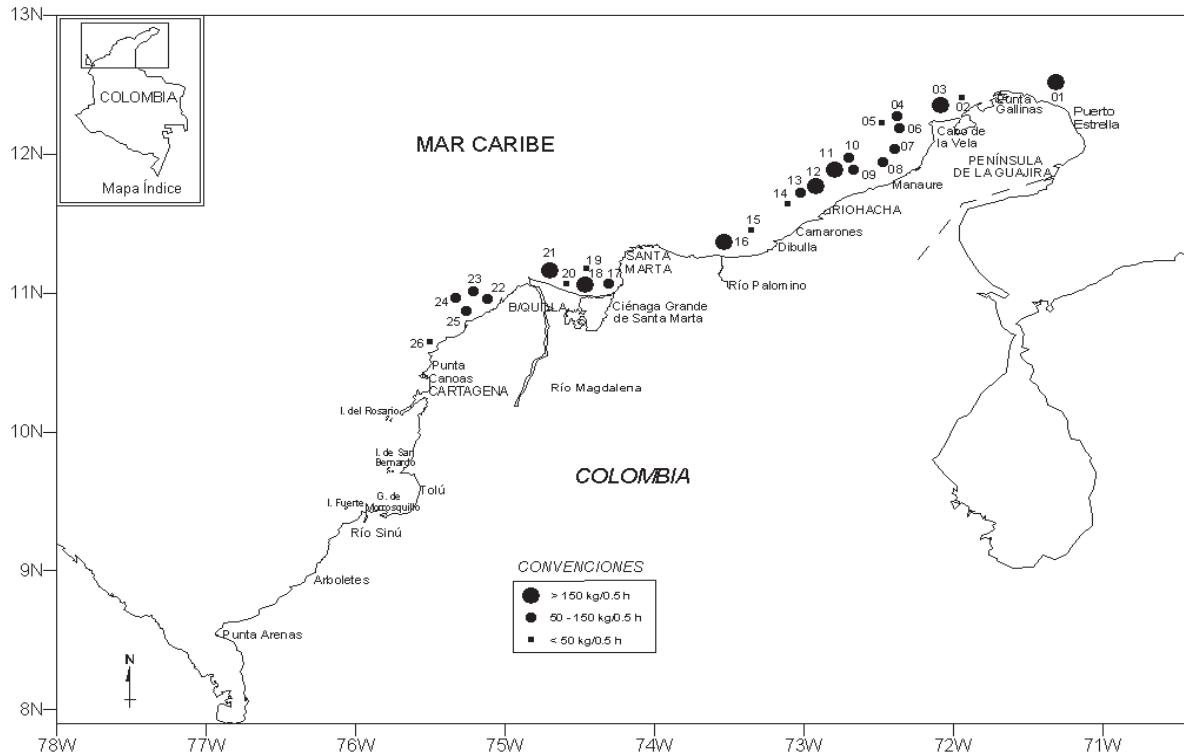 13N
12N
11N
10N
9N
8N
78W
77W
76W
75W
74W
73W
72W
71W
COLOMBIA
Mapa Índice
MAR CARIBE
COLOMBIA
01
02
03
04
05
06
07
08
09
10
11
12
13
14
15
16
17
18
19
20
21
22
23
24
25
26
Punta
Gallinas
Puerto
Estrella
Cabo de
la Vela
PENÍNSULA
DE LA GUAJIRA
Manaure
RIOHACHA
Camarones
Dibulla
Río Palomino
SANTA
MARTA
Ciénaga Grande
de Santa Marta
B/QUILLA
Río Magdalena
Punta
Canoas
CARTAGENA
I. del Rosario
I. de San
Bernardo
Tolú
G. de
Morrosquillo
I. Fuerte
Río Sinú
Arboletes
Punta Arenas
N
CONVENCIONES
> 150 kg/0.5 h
50 - 150 kg/0.5 h
< 50 kg/0.5 h